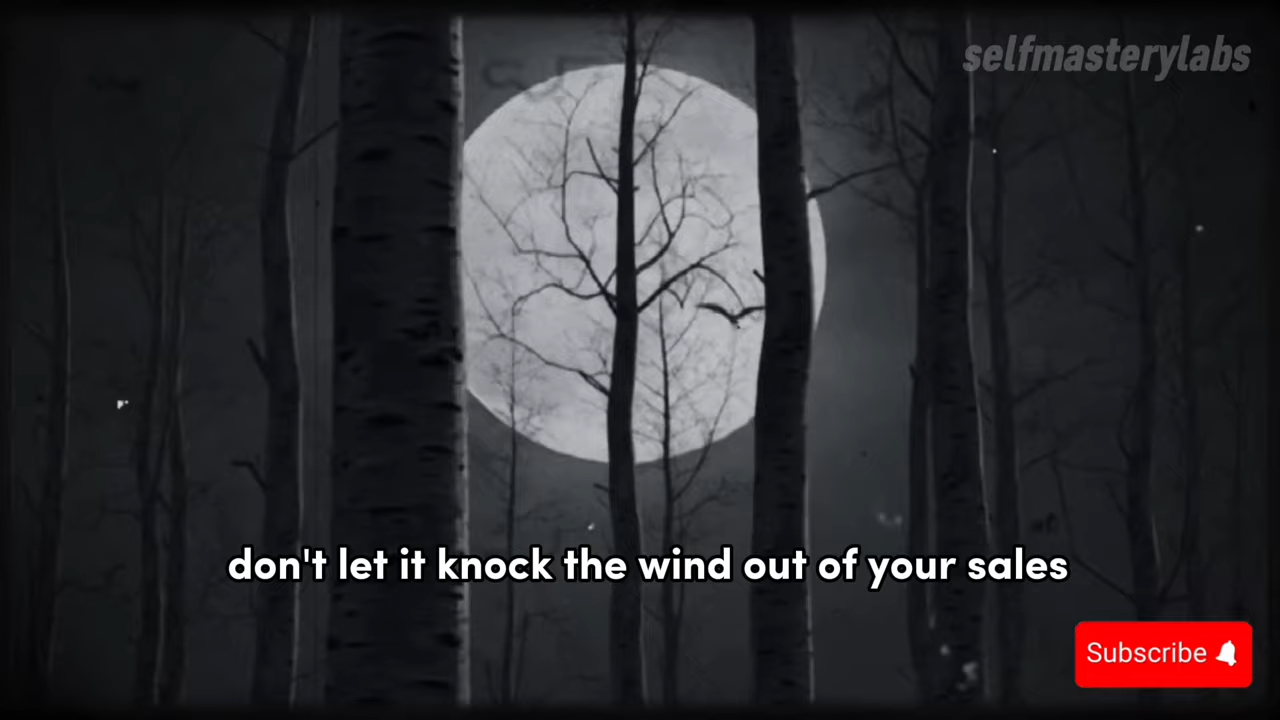 selfmasterylabs
don't let it knock the wind out of your sales
Subscribe